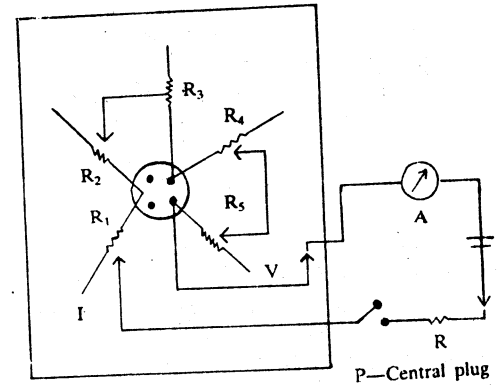 R₃
R₄
R₂
R₁
R₅
V
I
A
R
P—Central plug